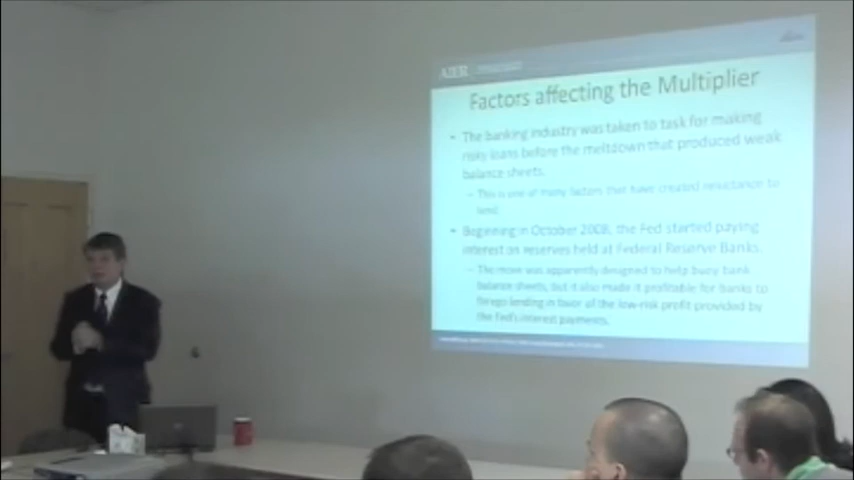 AIER
Factors affecting the Multiplier
• The banking industry was taken to task for making
risky loans before the meltdown that produced weak
balance sheets.
– This is one of many factors that have created reluctance to
lend.
• Beginning in October 2008, the Fed started paying
interest on reserves held at Federal Reserve Banks.
– The move was apparently designed to help buoy bank
balance sheets, but it also made it profitable for banks to
forego lending in favor of the low-risk profit provided by
the Fed's interest payments.